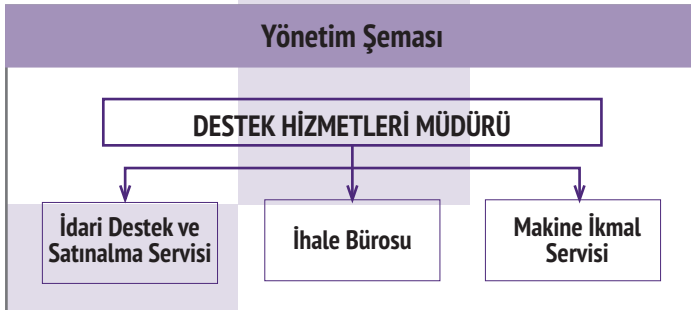 Yönetim Şeması
DESTEK HİZMETLERİ MÜDÜRÜ
İdari Destek ve
Satınalma Servisi
İhale Bürosu
Makine İkmal
Servisi